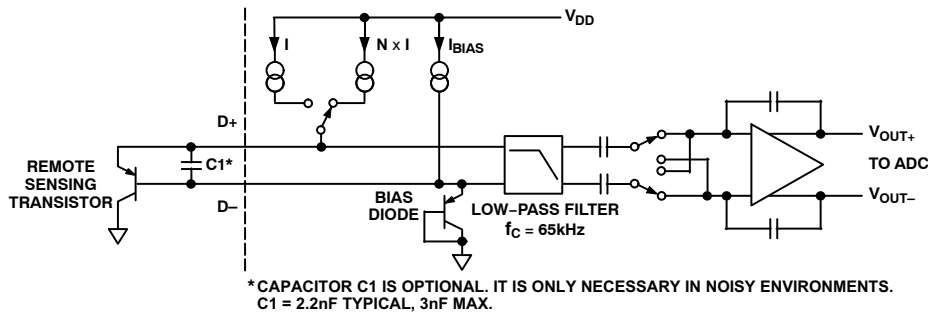 V_DD
I
N x I
I_BIAS
D+
C1*
REMOTE
SENSING
TRANSISTOR
D–
BIAS
DIODE
LOW–PASS FILTER
f_C = 65kHz
V_OUT+
TO ADC
V_OUT–
* CAPACITOR C1 IS OPTIONAL. IT IS ONLY NECESSARY IN NOISY ENVIRONMENTS.
C1 = 2.2nF TYPICAL, 3nF MAX.